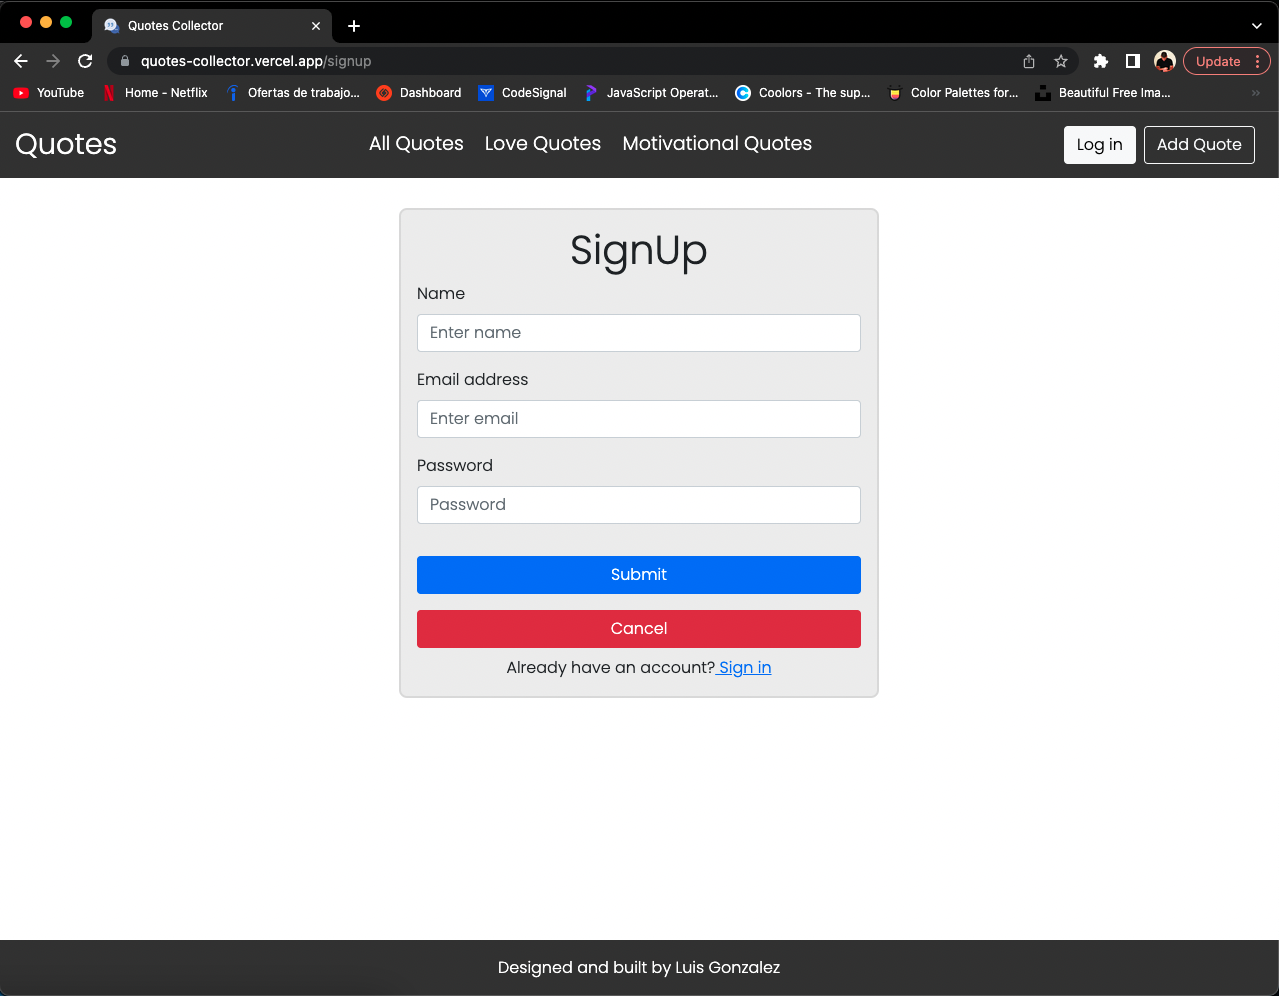 Quotes Collector
quotes-collector.vercel.app/signup
Update
YouTube Home - Netflix Ofertas de trabajo... Dashboard CodeSignal JavaScript Operat... Coolors - The sup... Color Palettes for... Beautiful Free Ima...
Quotes All Quotes Love Quotes Motivational Quotes Log in Add Quote
SignUp
Name
Enter name
Email address
Enter email
Password
Password
Submit
Cancel
Already have an account? Sign in
Designed and built by Luis Gonzalez